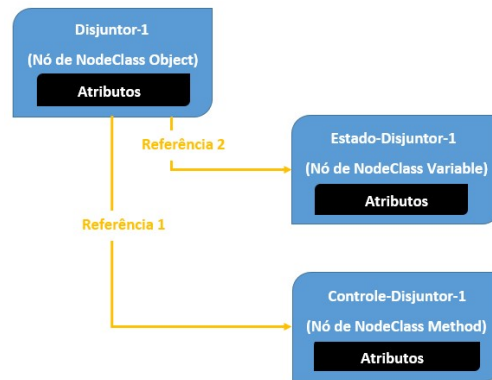 Disjuntor-1
(Nó de NodeClass Object)
Atributos
Referência 2
Estado-Disjuntor-1
(Nó de NodeClass Variable)
Atributos
Referência 1
Controle-Disjuntor-1
(Nó de NodeClass Method)
Atributos